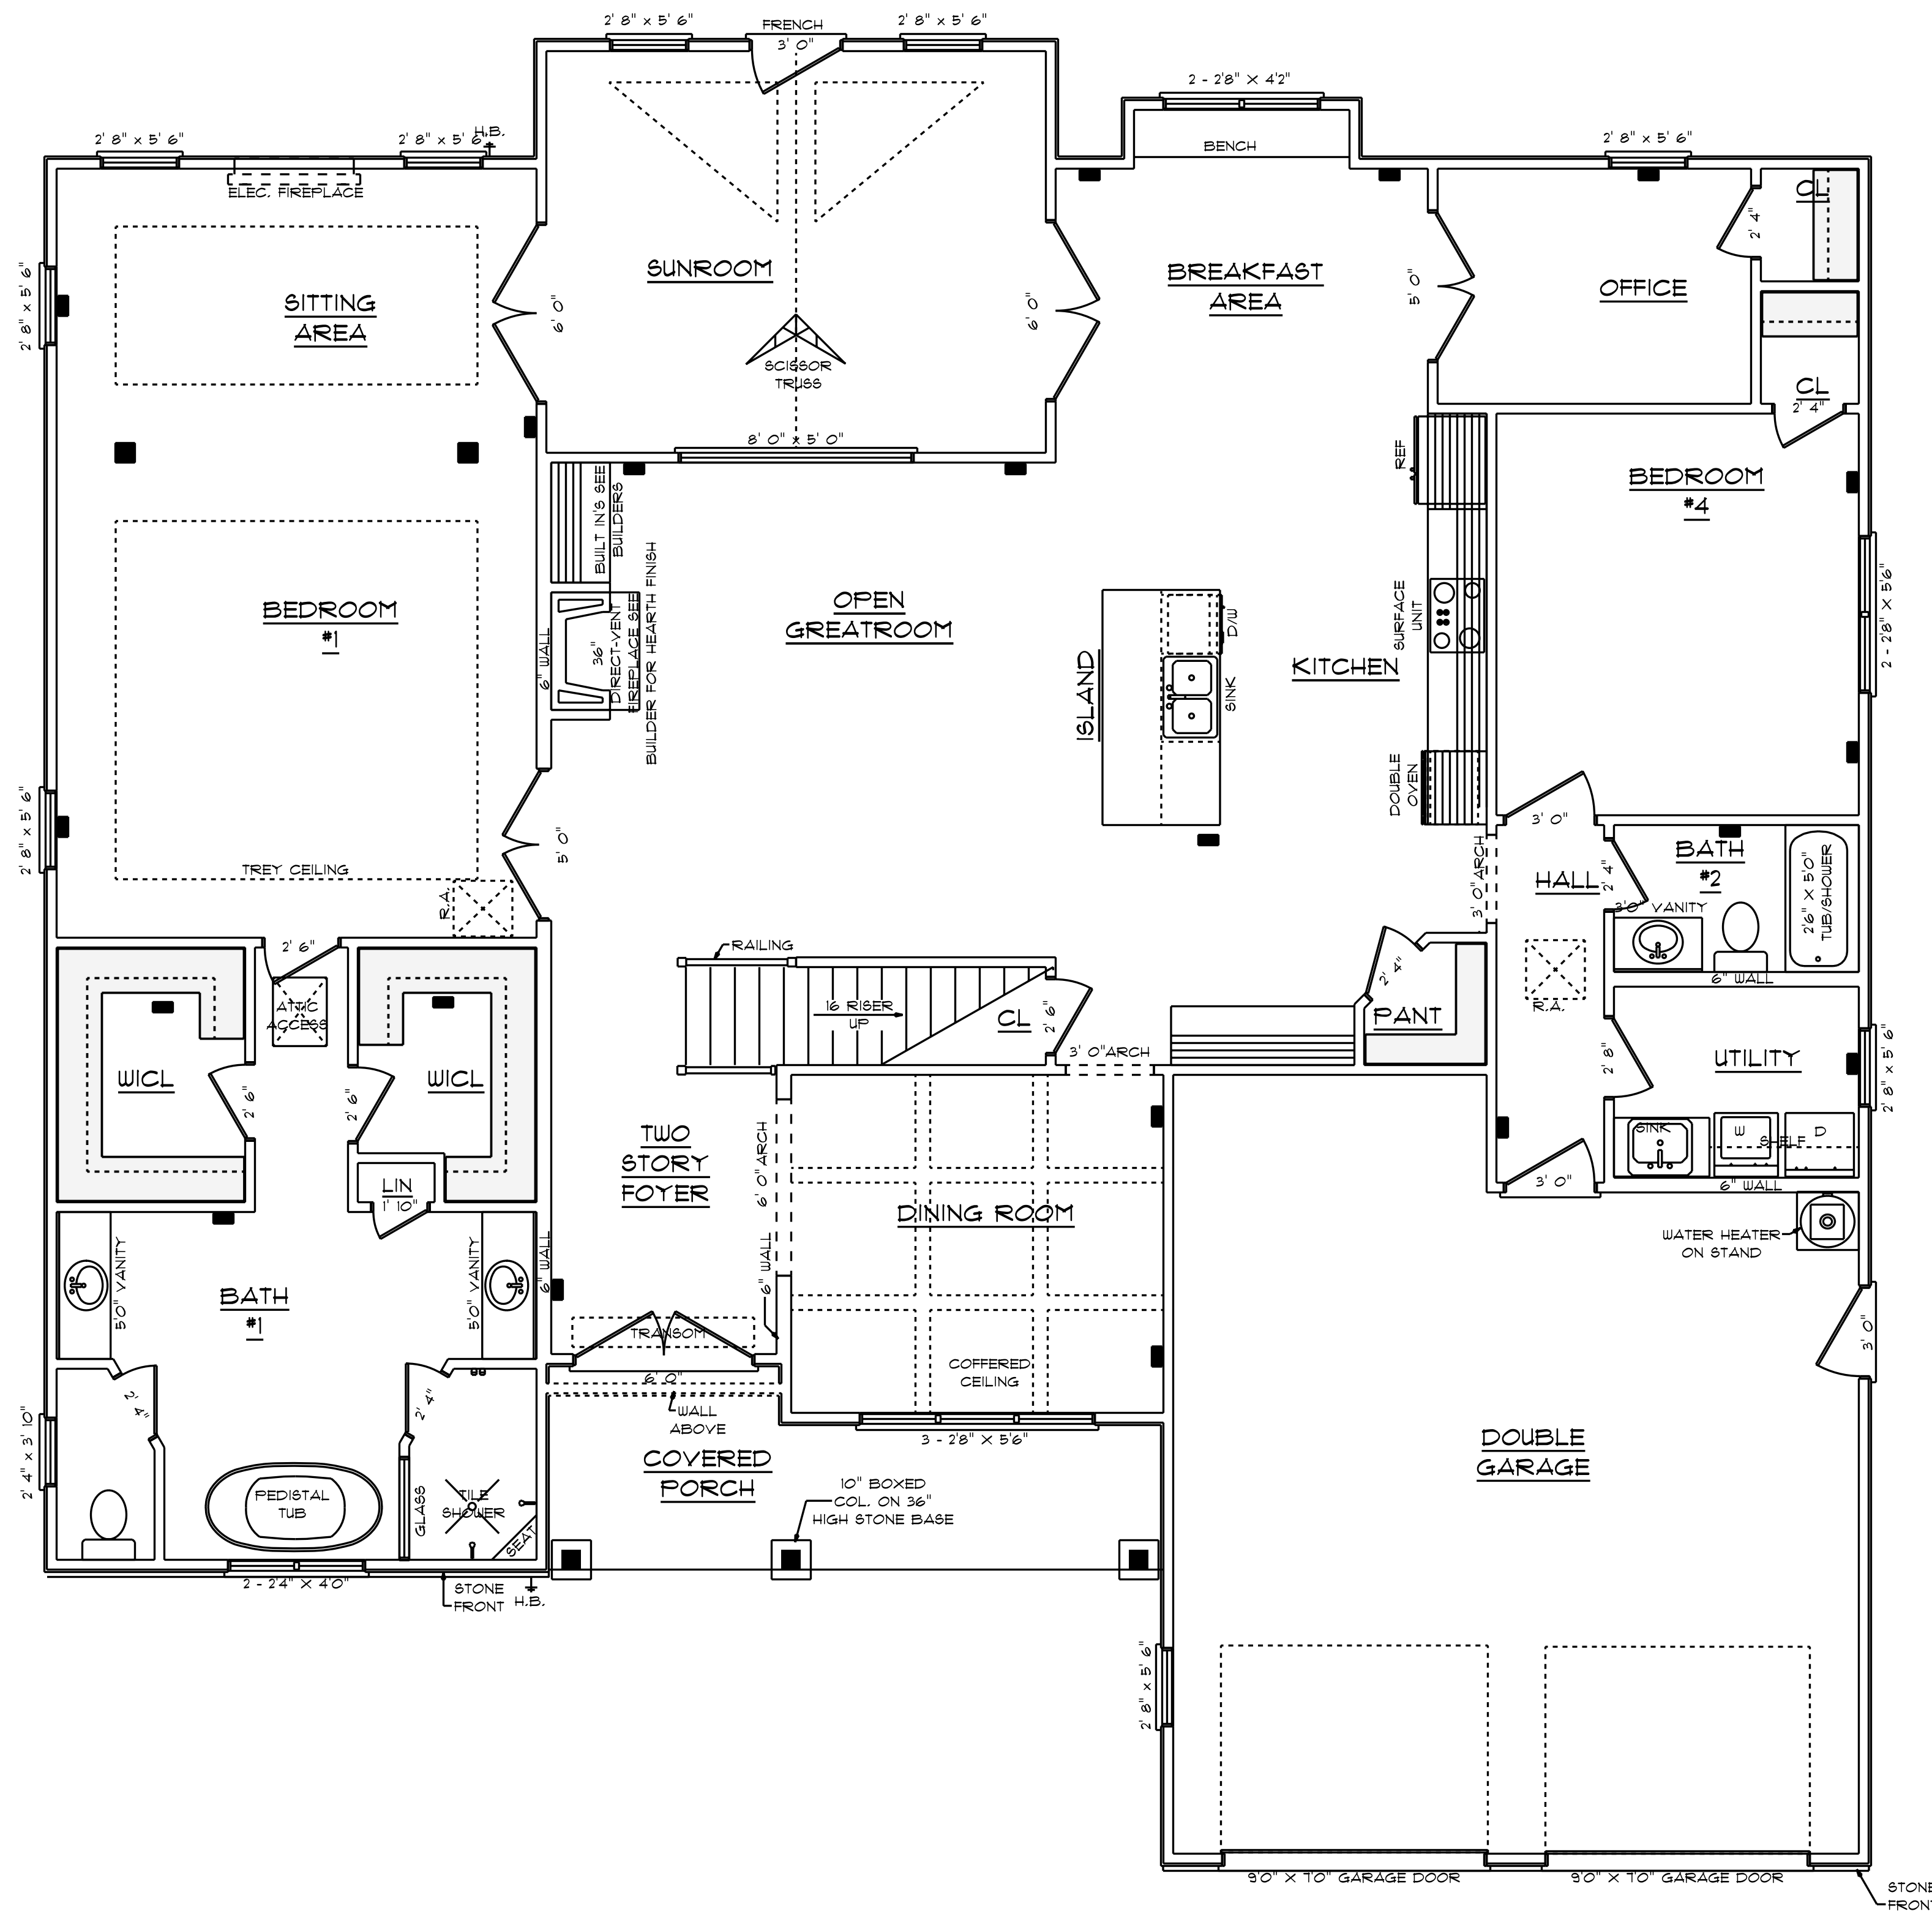 2' 8" x 5' 6"
FRENCH
3' 0"
2' 8" x 5' 6"
2 - 2'8" X 4'2"
2' 8" x 5' 6"
2' 8" x 5' 6"
H.B.
2' 8" x 5' 6"
BENCH
ELEC. FIREPLACE
CL
2' 4"
SUNROOM
BREAKFAST
AREA
OFFICE
SITTING
AREA
2' 8" x 5' 6"
6' 0"
6' 0"
5' 0"
SCISSOR
TRUSS
CL
2' 4"
8' 0" x 5' 0"
REF
BEDROOM
#4
BUILT IN'S SEE
BUILDERS
BEDROOM
#1
OPEN
GREATROOM
6" WALL
36"
DIRECT-VENT
FIREPLACE SEE
BUILDER FOR HEARTH FINISH
D/W
SINK
ISLAND
KITCHEN
SURFACE
UNIT
2 - 2'8" X 5'6"
DOUBLE
OVEN
2' 8" x 5' 6"
5' 0"
3' 0"
TREY CEILING
R.A.
3' 0" ARCH
HALL
2' 4"
BATH
#2
3'0" VANITY
2'6" X 5'0"
TUB/SHOWER
2' 6"
RAILING
2' 4"
6" WALL
R.A.
ATTIC
ACCESS
16 RISER
UP
CL
2' 6"
PANT
3' 0" ARCH
WICL
2' 6"
2' 6"
WICL
2' 8"
UTILITY
2' 8" x 5' 6"
TWO
STORY
FOYER
6' 0" ARCH
SINK
W
SHELF
D
LIN
1' 10"
3' 0"
6" WALL
DINING ROOM
5'0" VANITY
5'0" VANITY
6" WALL
6" WALL
WATER HEATER
ON STAND
BATH
#1
TRANSOM
3' 0"
COFFERED
CEILING
6' 0"
2' 4"
2' 4"
WALL
ABOVE
2' 4" x 3' 10"
3 - 2'8" X 5'6"
DOUBLE
GARAGE
COVERED
PORCH
10" BOXED
COL. ON 36"
HIGH STONE BASE
PEDISTAL
TUB
GLASS
TILE
SHOWER
SEAT
2 - 2'4" X 4'0"
STONE
FRONT
H.B.
2' 8" x 5' 6"
9'0" X 7'0" GARAGE DOOR
9'0" X 7'0" GARAGE DOOR
STONE
FRONT